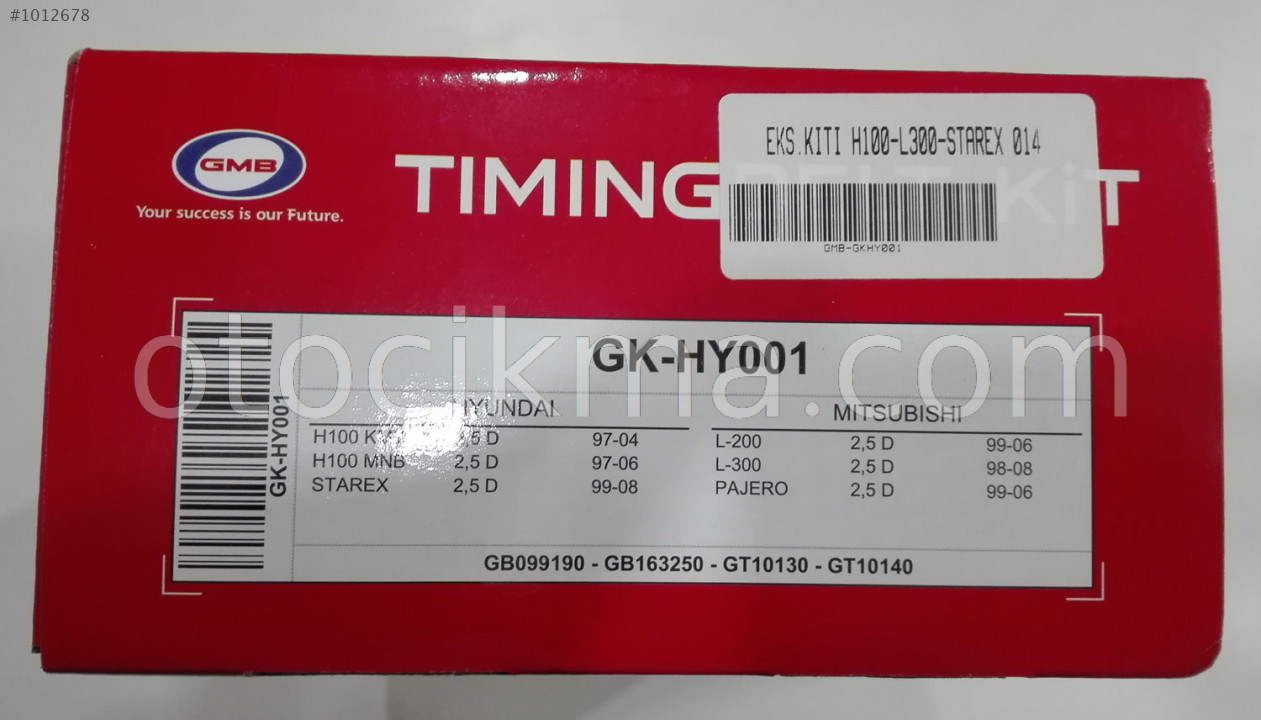 #1012678
GMB
Your success is our Future.
TIMING BELT KiT
EKS.KITI H100-L300-STAREX 014
GMB-GKHY001
otocikma.com
GK-HY001
GK-HY001
HYUNDAI
H100 2,5 D 97-04
H100 MNB 2,5 D 97-06
STAREX 2,5 D 99-08
MITSUBISHI
L-200 2,5 D 99-06
L-300 2,5 D 98-08
PAJERO 2,5 D 99-06
GB099190 - GB163250 - GT10130 - GT10140